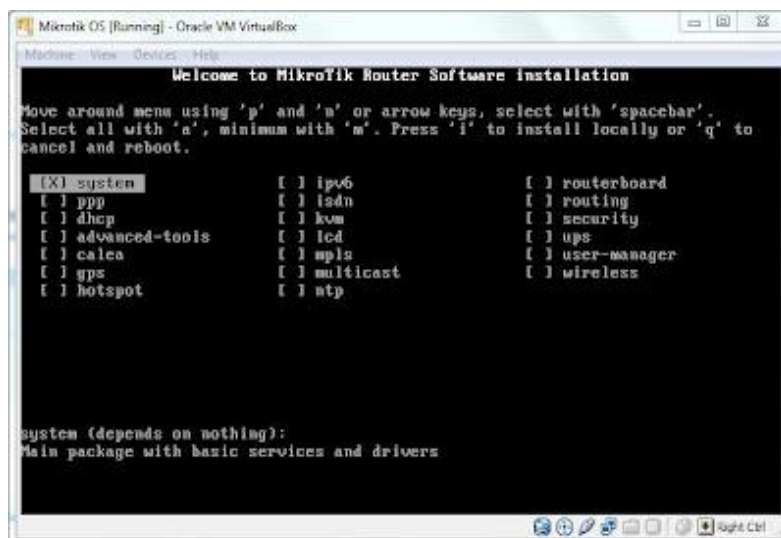 Mikrotik OS [Running] - Oracle VM VirtualBox
Machine View Devices Help
Welcome to MikroTik Router Software installation
Move around menu using 'p' and 'n' or arrow keys, select with 'spacebar'.
Select all with 'a', minimum with 'm'. Press 'i' to install locally or 'q' to
cancel and reboot.
[X] system [ ] ipv6 [ ] routerboard
[ ] ppp [ ] isdn [ ] routing
[ ] dhcp [ ] kvm [ ] security
[ ] advanced-tools [ ] lcd [ ] ups
[ ] calea [ ] mpls [ ] user-manager
[ ] gps [ ] multicast [ ] wireless
[ ] hotspot [ ] ntp
system (depends on nothing):
Main package with basic services and drivers
Right Ctrl